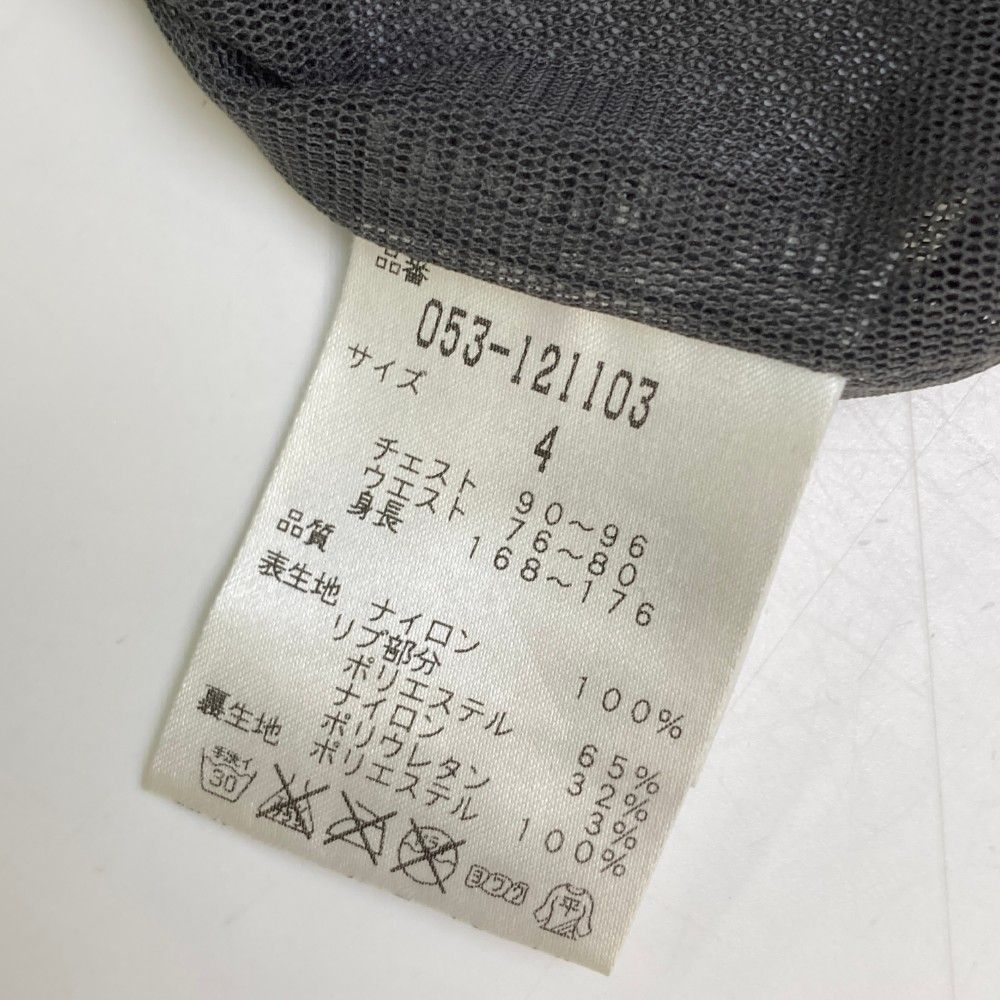 品番
053-121103
サイズ
4
チェスト 90～96
ウエスト 76～80
身長 168～176
品質
表生地 ナイロン 100%
リブ部分
ポリエステル 65%
ナイロン 32%
ポリウレタン 3%
裏生地 ポリエステル 100%
手洗イ
30
ヨワク
平